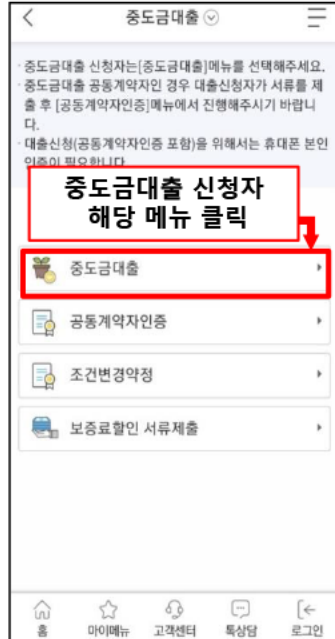 중도금대출
· 중도금대출 신청자는[중도금대출]메뉴를 선택해주세요.
· 중도금대출 공동계약자인 경우 대출신청자가 서류를 제
출 후 [공동계약자인증]메뉴에서 진행해주시기 바랍니
다.
· 대출신청(공동계약자인증 포함)을 위해서는 휴대폰 본인
인증이 필요합니다
중도금대출 신청자
해당 메뉴 클릭
중도금대출
공동계약자인증
조건변경약정
보증료할인 서류제출
홈 마이메뉴 고객센터 톡상담 로그인